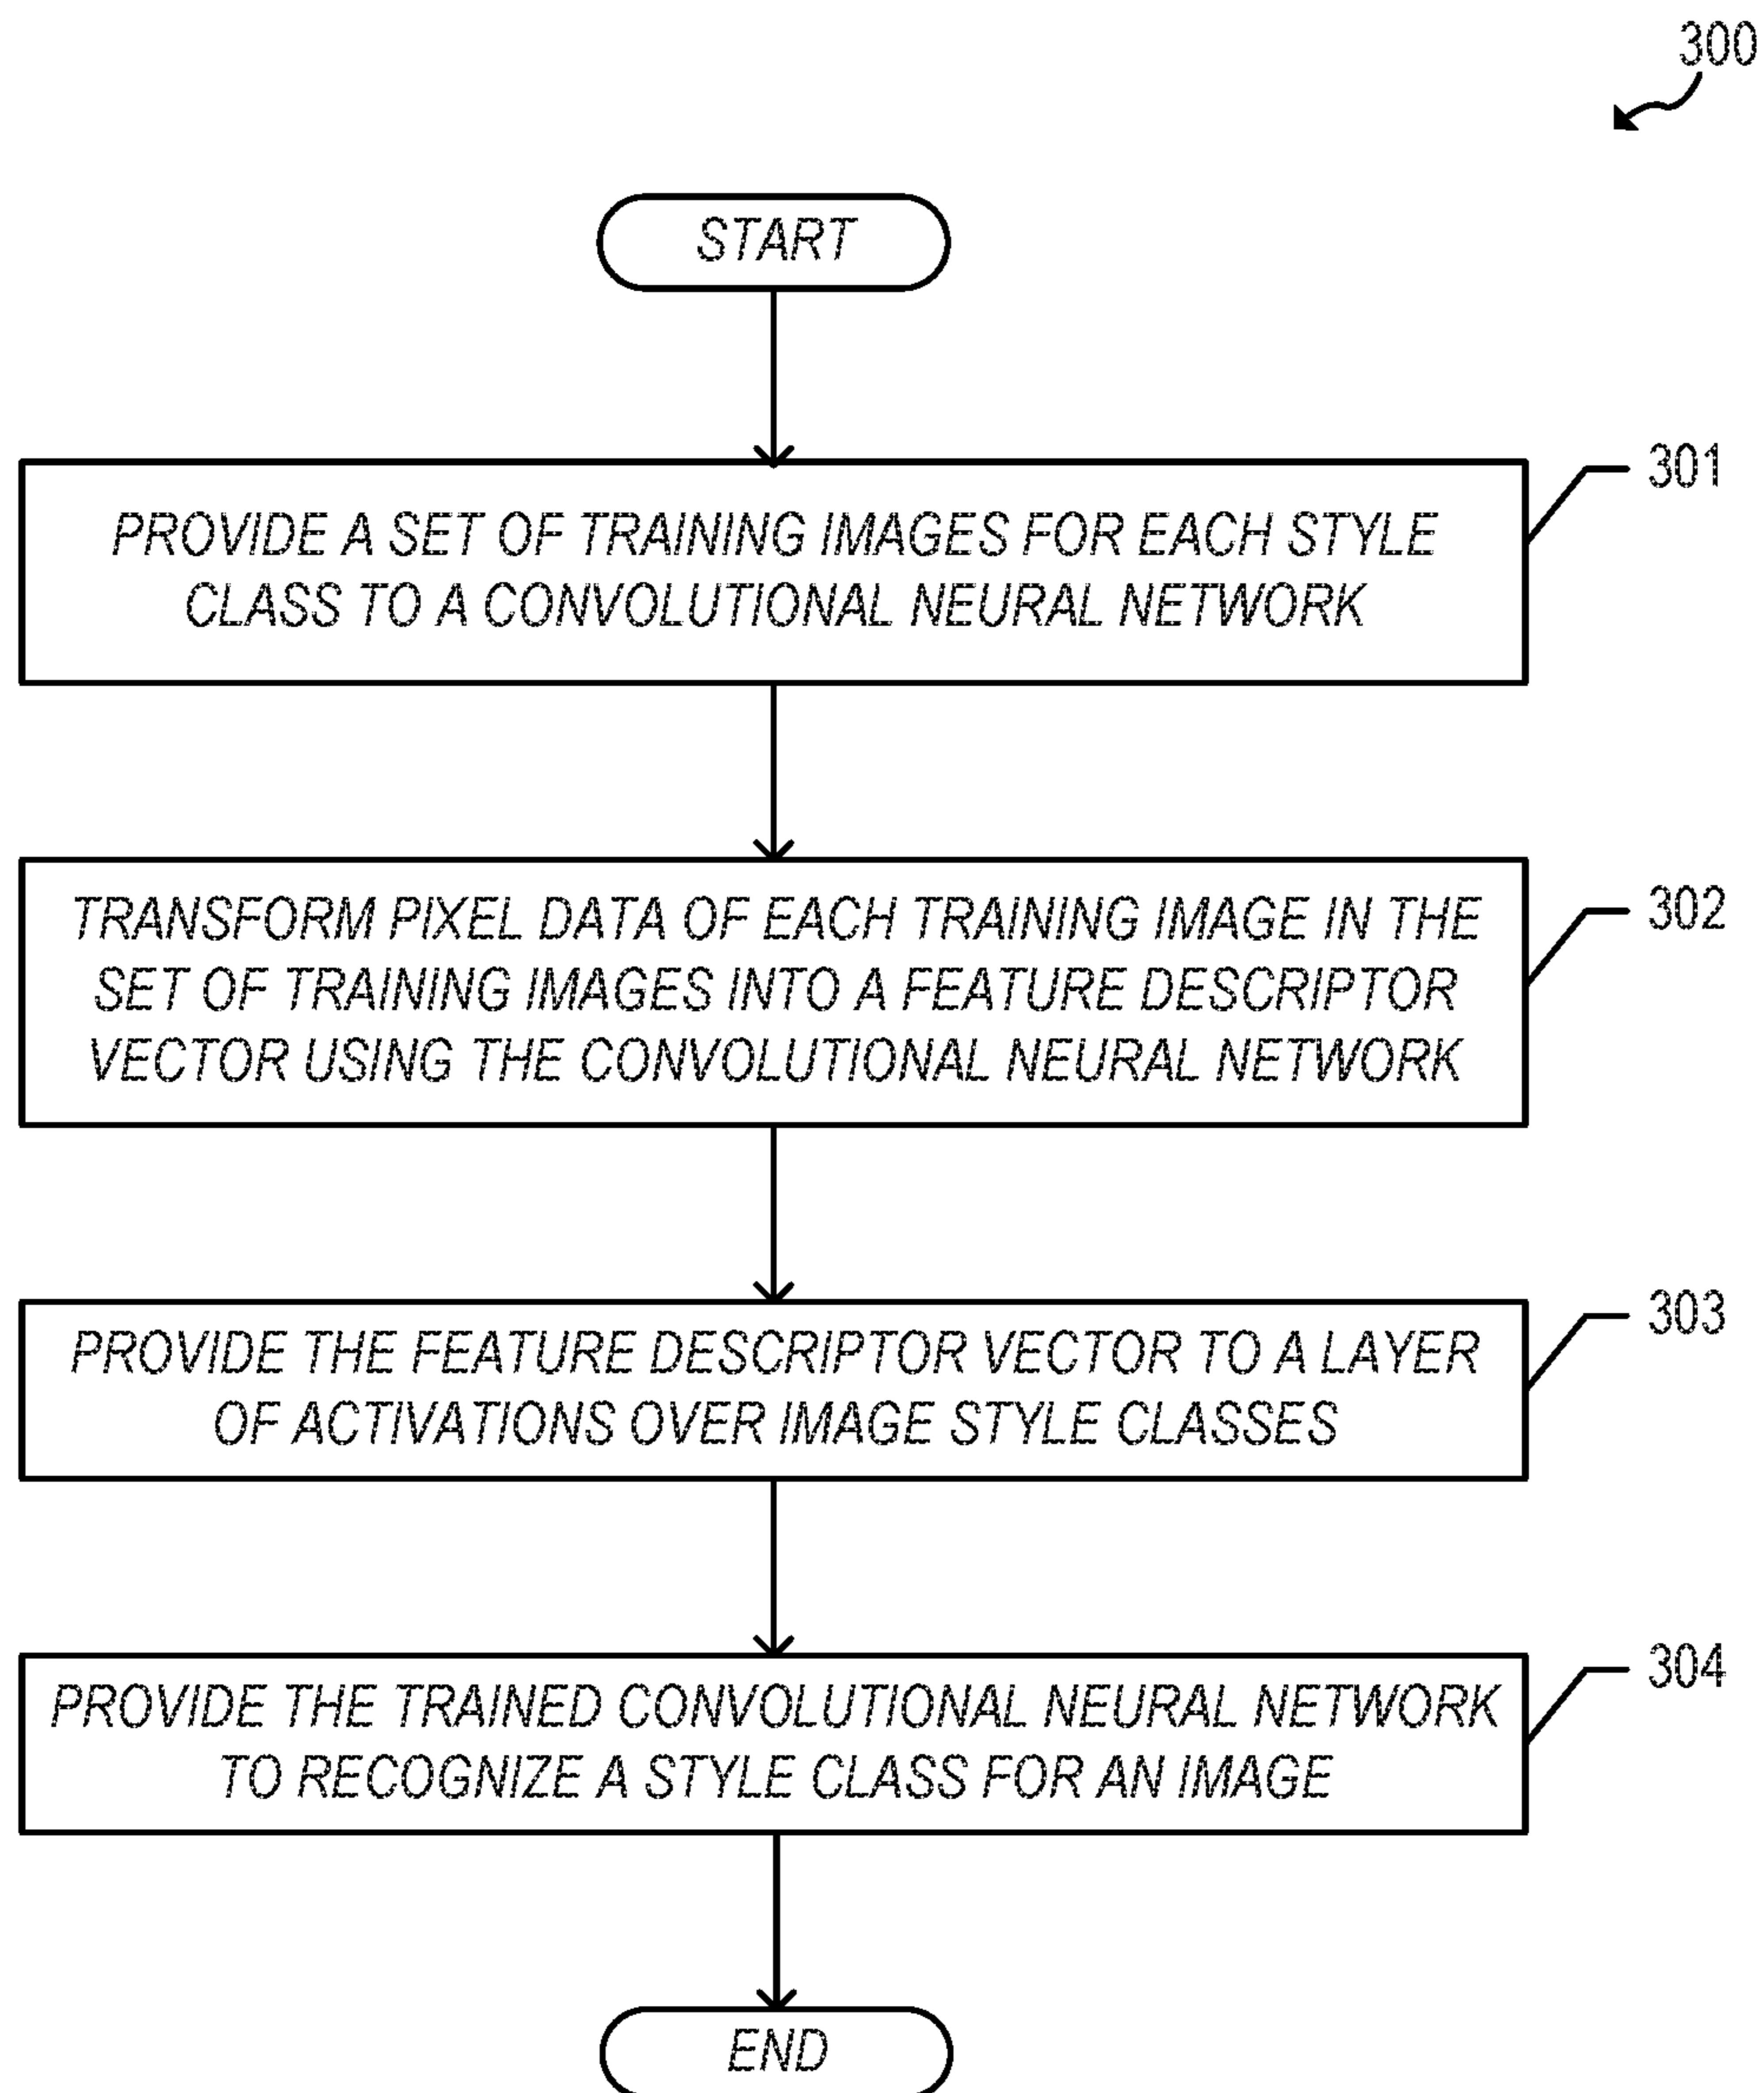 300
START
301
PROVIDE A SET OF TRAINING IMAGES FOR EACH STYLE
CLASS TO A CONVOLUTIONAL NEURAL NETWORK
302
TRANSFORM PIXEL DATA OF EACH TRAINING IMAGE IN THE
SET OF TRAINING IMAGES INTO A FEATURE DESCRIPTOR
VECTOR USING THE CONVOLUTIONAL NEURAL NETWORK
303
PROVIDE THE FEATURE DESCRIPTOR VECTOR TO A LAYER
OF ACTIVATIONS OVER IMAGE STYLE CLASSES
304
PROVIDE THE TRAINED CONVOLUTIONAL NEURAL NETWORK
TO RECOGNIZE A STYLE CLASS FOR AN IMAGE
END